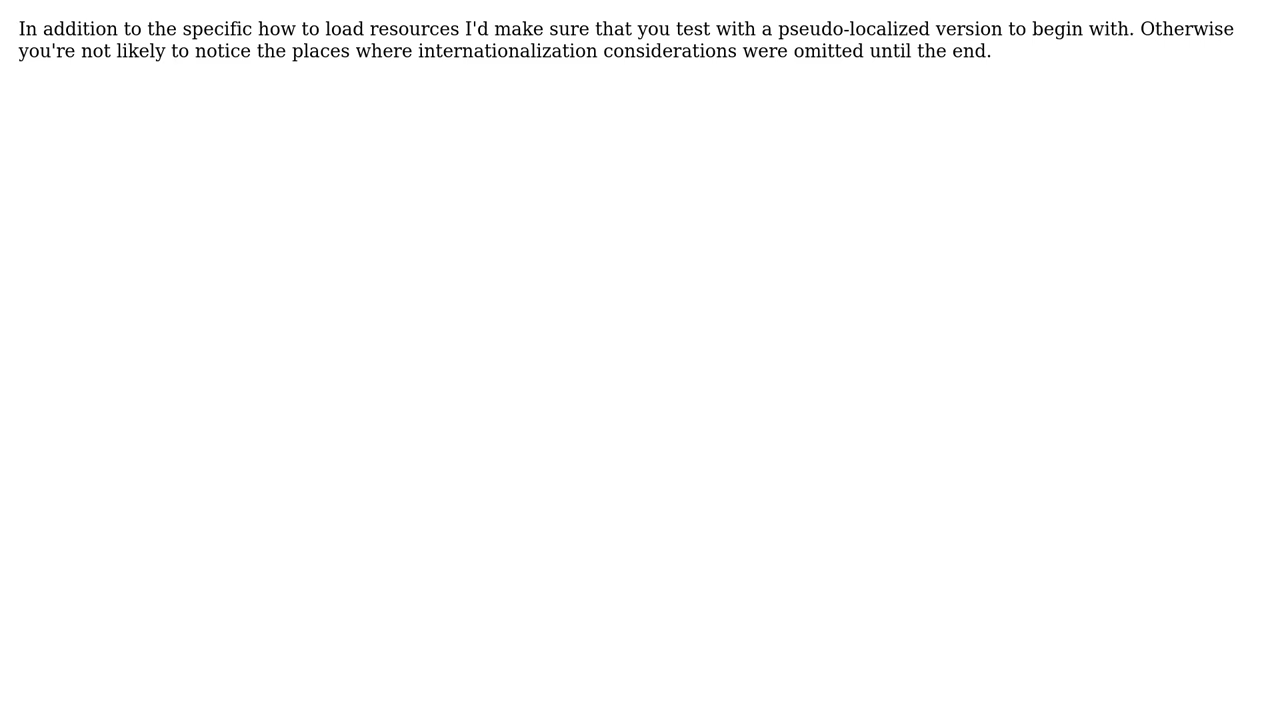 In addition to the specific how to load resources I'd make sure that you test with a pseudo-localized version to begin with. Otherwise
you're not likely to notice the places where internationalization considerations were omitted until the end.